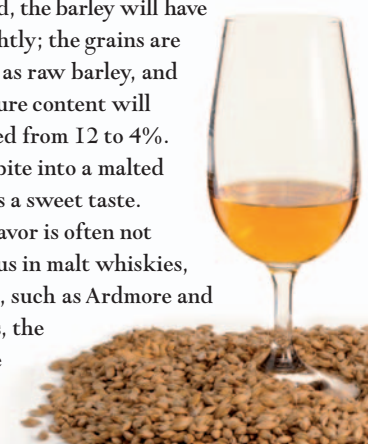 d, the barley will have
htly; the grains are
as raw barley, and
ure content will
ed from 12 to 4%.
bite into a malted
s a sweet taste.
avor is often not
us in malt whiskies,
, such as Ardmore and
, the